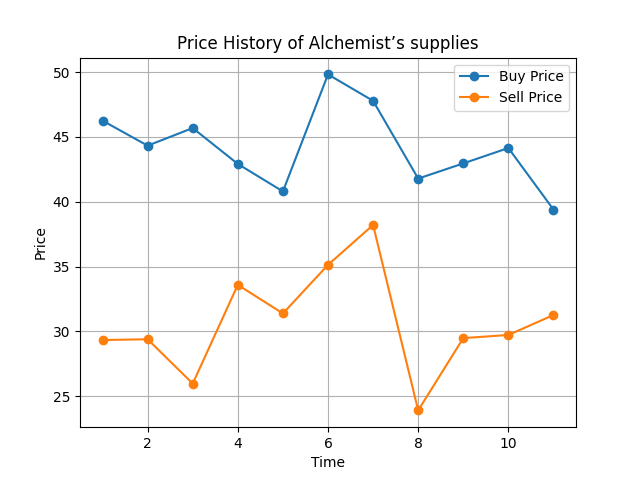 Price History of Alchemist’s supplies
Buy Price
Sell Price
50
45
40
35
30
25
Price
2 4 6 8 10
Time